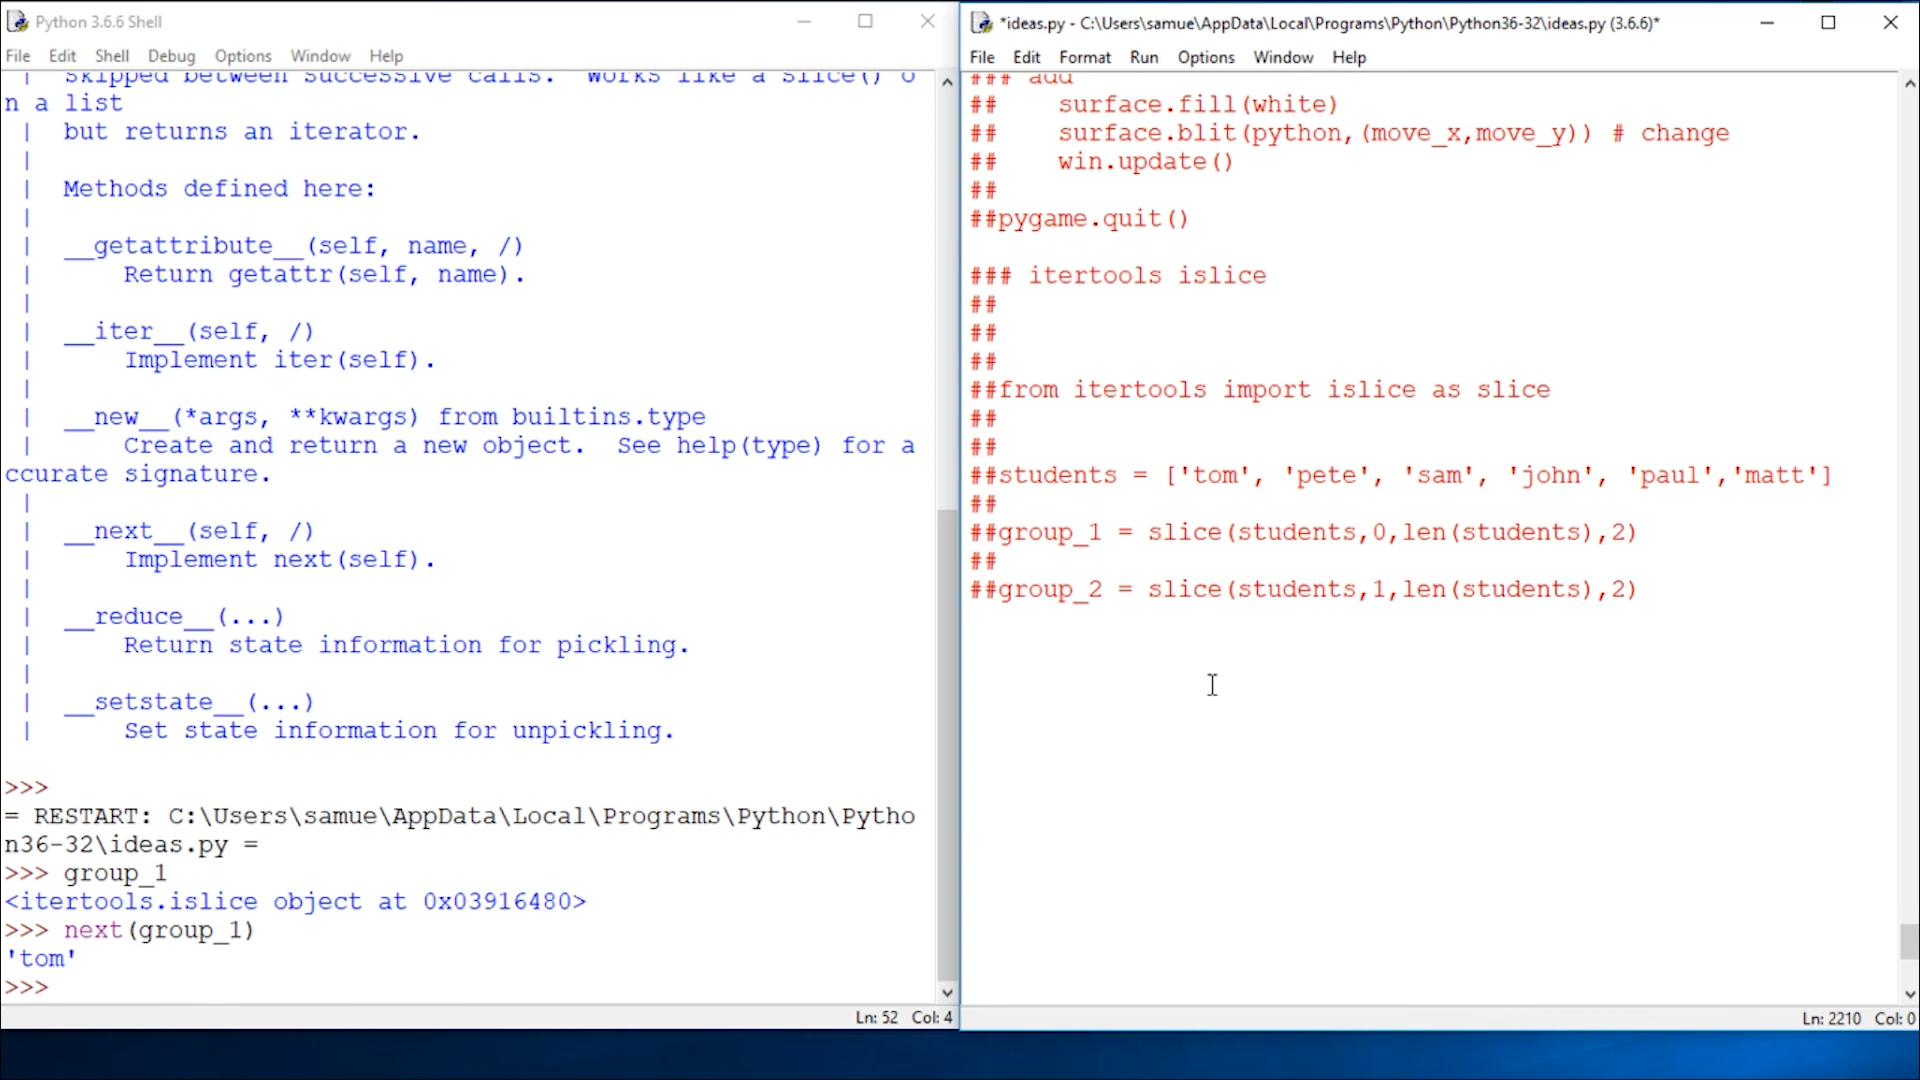 Python 3.6.6 Shell
File Edit Shell Debug Options Window Help
| skipped between successive calls.  Works like a slice() o
n a list
| but returns an iterator.
|
| Methods defined here:
|
| __getattribute__(self, name, /)
| Return getattr(self, name).
|
| __iter__(self, /)
| Implement iter(self).
|
| __new__(*args, **kwargs) from builtins.type
| Create and return a new object.  See help(type) for a
ccurate signature.
|
| __next__(self, /)
| Implement next(self).
|
| __reduce__(...)
| Return state information for pickling.
|
| __setstate__(...)
| Set state information for unpickling.
>>>
= RESTART: C:\Users\samue\AppData\Local\Programs\Python\Pytho
n36-32\ideas.py =
>>> group_1
<itertools.islice object at 0x03916480>
>>> next(group_1)
'tom'
>>>
Ln: 52 Col: 4
*ideas.py - C:\Users\samue\AppData\Local\Programs\Python\Python36-32\ideas.py (3.6.6)*
File Edit Format Run Options Window Help
### add
## surface.fill(white)
## surface.blit(python,(move_x,move_y)) # change
## win.update()
##
##pygame.quit()
### itertools islice
##
##
##
##from itertools import islice as slice
##
##
##students = ['tom', 'pete', 'sam', 'john', 'paul','matt']
##
##group_1 = slice(students,0,len(students),2)
##
##group_2 = slice(students,1,len(students),2)
Ln: 2210 Col: 0